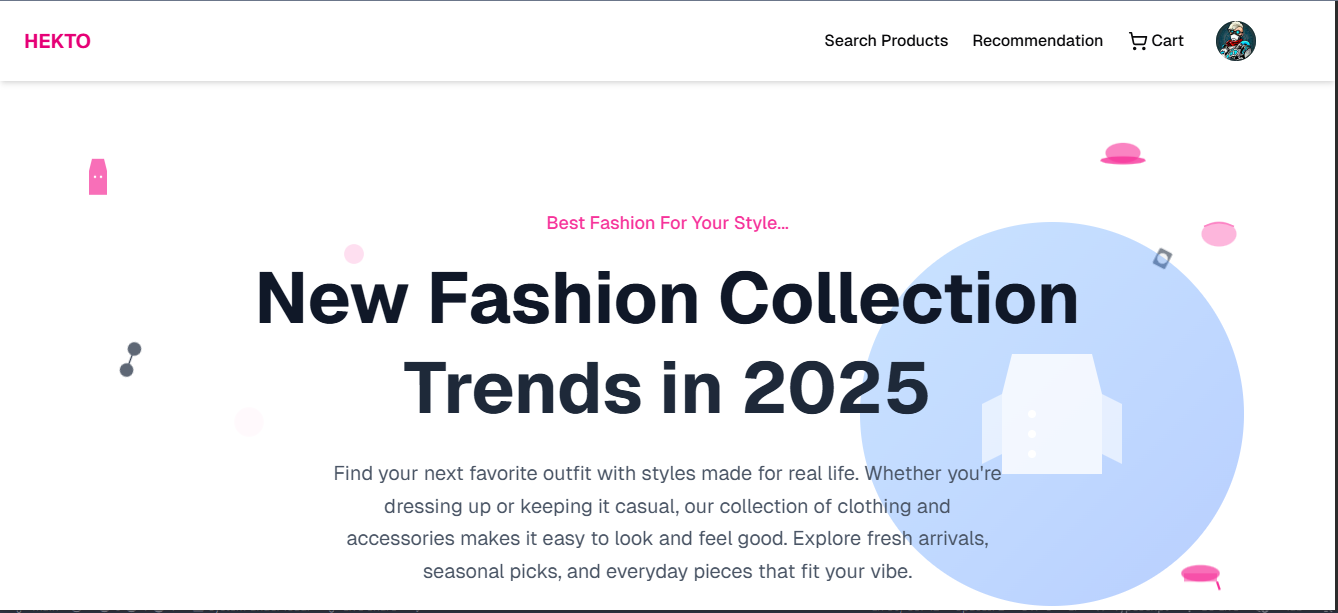 HEKTO
Search Products
Recommendation
Cart
Best Fashion For Your Style...
New Fashion Collection
Trends in 2025
Find your next favorite outfit with styles made for real life. Whether you're
dressing up or keeping it casual, our collection of clothing and
accessories makes it easy to look and feel good. Explore fresh arrivals,
seasonal picks, and everyday pieces that fit your vibe.